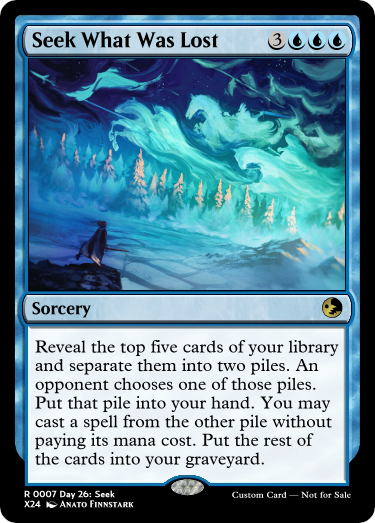 Seek What Was Lost 3
Sorcery
Reveal the top five cards of your library
and separate them into two piles. An
opponent chooses one of those piles.
Put that pile into your hand. You may
cast a spell from the other pile without
paying its mana cost. Put the rest of
the cards into your graveyard.
R 0007 Day 26: Seek
Custom Card — Not for Sale
X24 Anato Finnstark